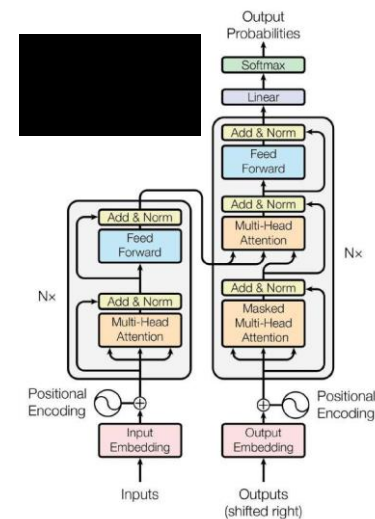 Output
Probabilities
Softmax
Linear
Add & Norm
Feed
Forward
Add & Norm
Multi-Head
Attention
Add & Norm
Masked
Multi-Head
Attention
Nx
Positional
Encoding
Output
Embedding
Outputs
(shifted right)
Add & Norm
Feed
Forward
Add & Norm
Multi-Head
Attention
Nx
Positional
Encoding
Input
Embedding
Inputs